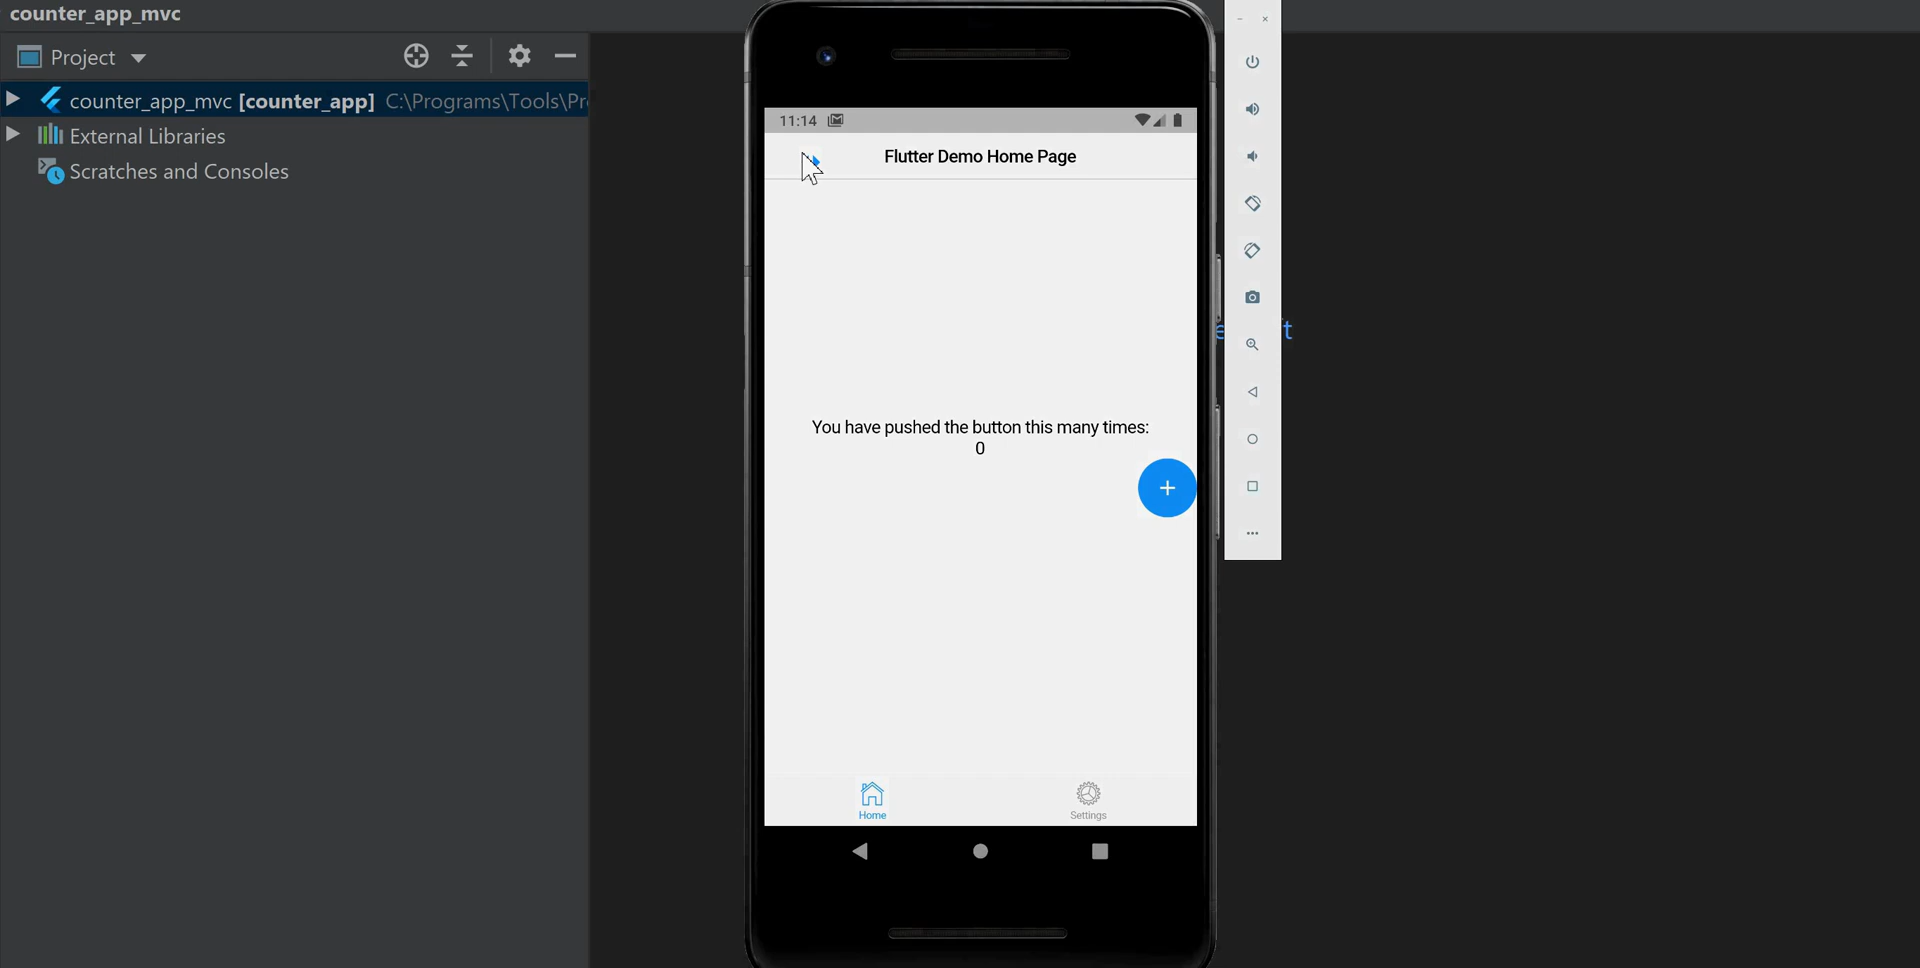 counter_app_mvc
Project
counter_app_mvc [counter_app] C:\Programs\Tools\Pr
External Libraries
Scratches and Consoles
11:14
Flutter Demo Home Page
You have pushed the button this many times:
0
Home
Settings